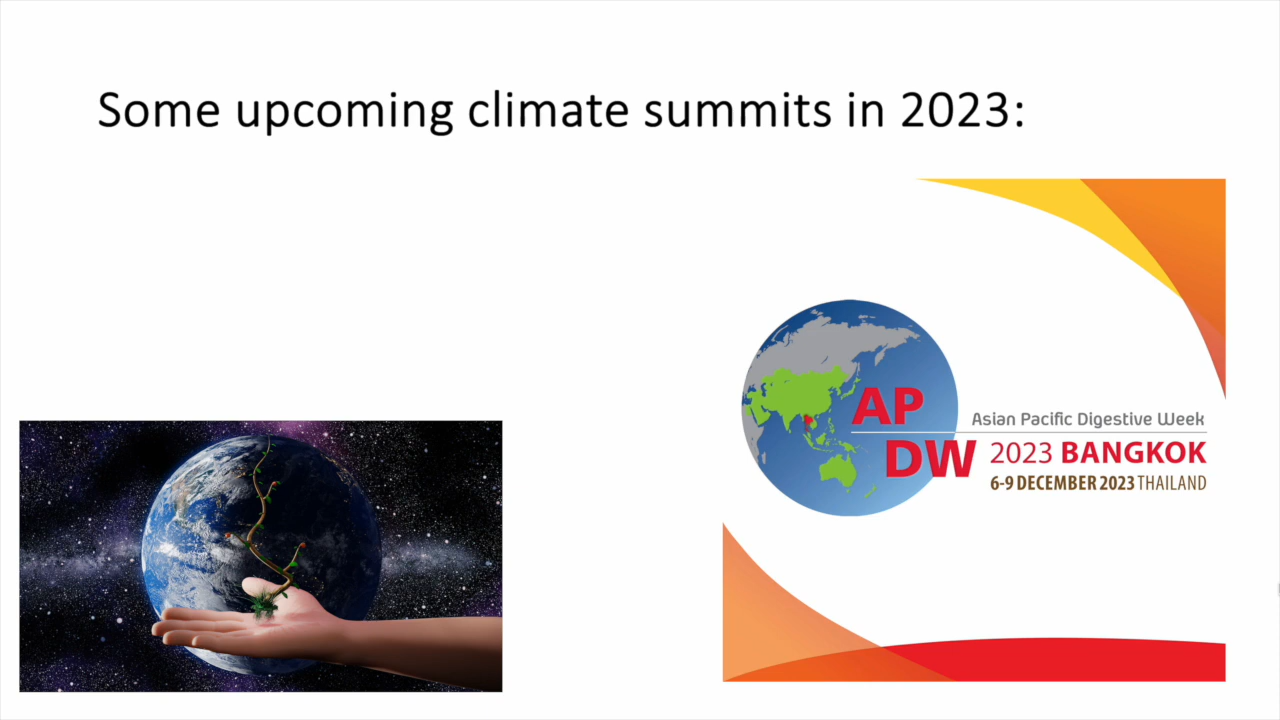 Some upcoming climate summits in 2023:
AP
Asian Pacific Digestive Week
DW
2023 BANGKOK
6-9 DECEMBER 2023 THAILAND